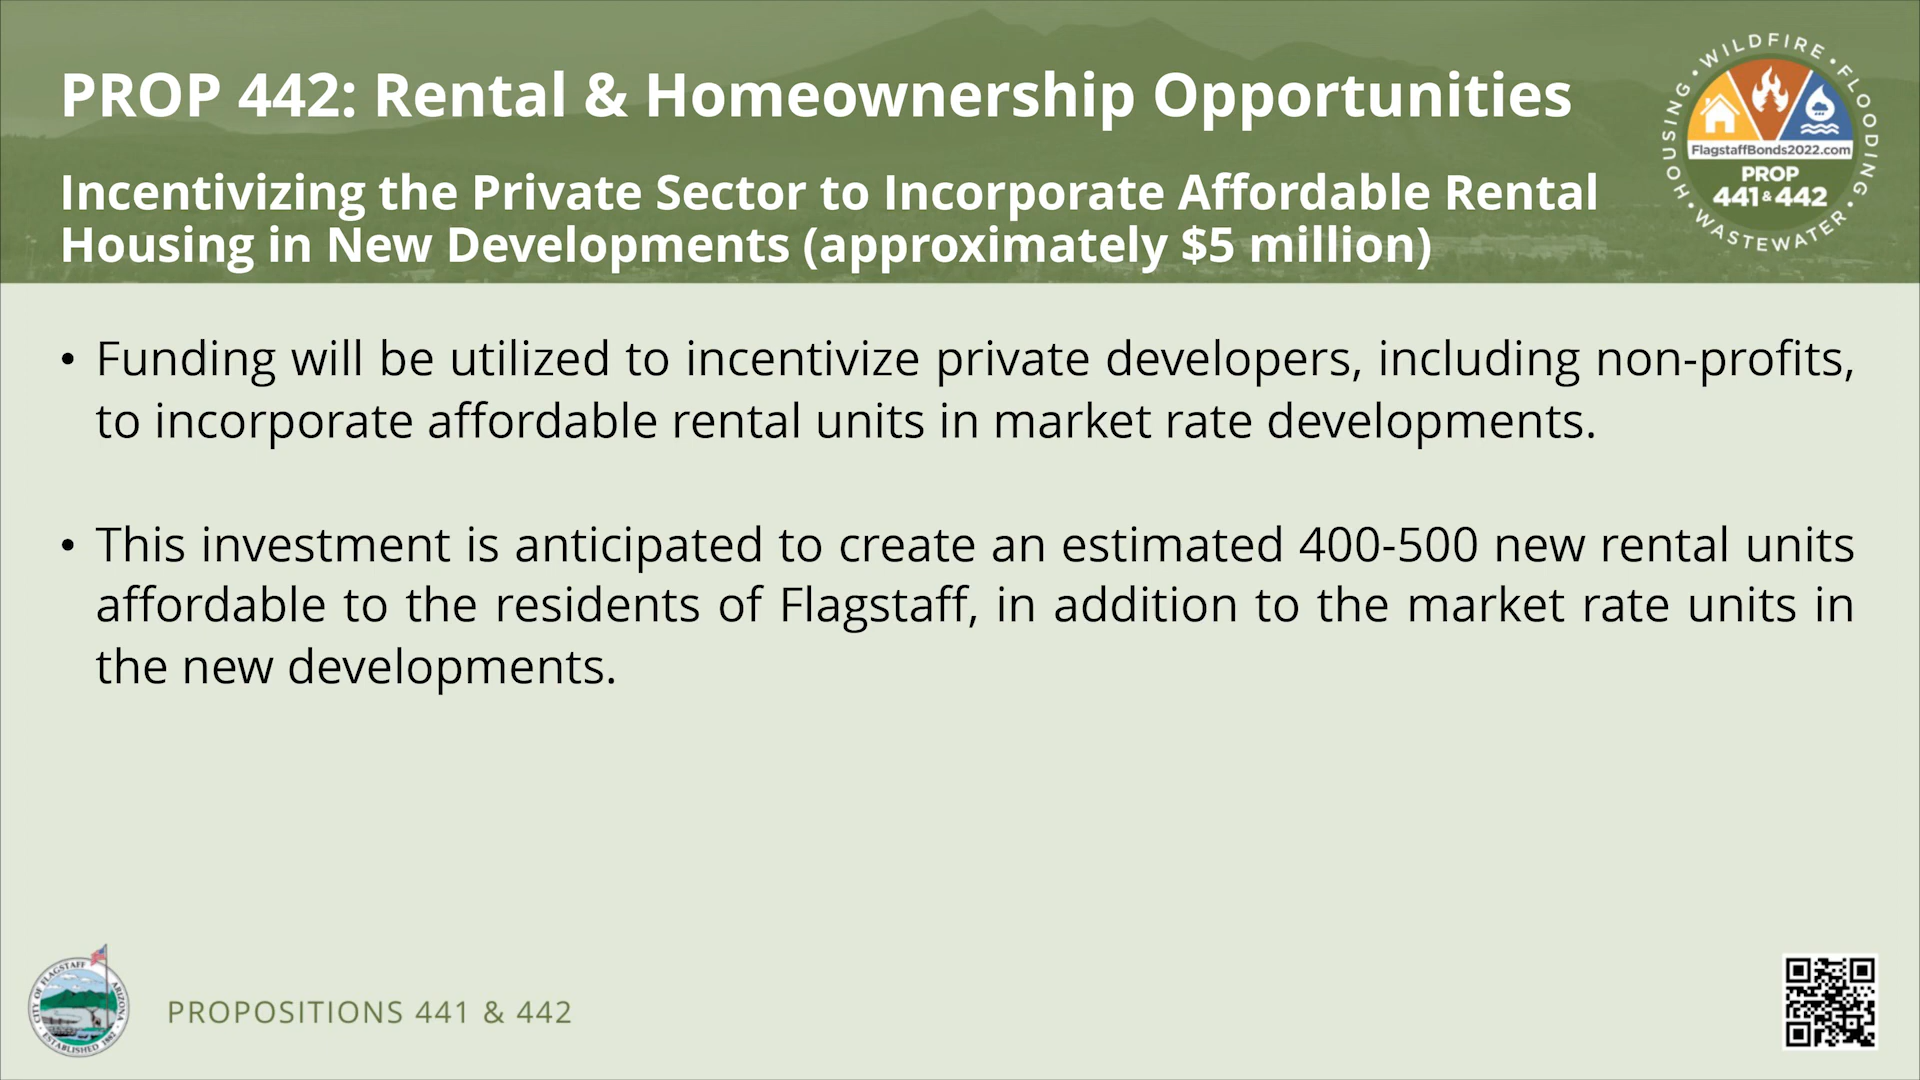 PROP 442: Rental & Homeownership Opportunities
Incentivizing the Private Sector to Incorporate Affordable Rental
Housing in New Developments (approximately $5 million)
HOUSING • WILDFIRE • FLOODING • WASTEWATER •
FlagstaffBonds2022.com
PROP
441 & 442
• Funding will be utilized to incentivize private developers, including non-profits,
to incorporate affordable rental units in market rate developments.
• This investment is anticipated to create an estimated 400-500 new rental units
affordable to the residents of Flagstaff, in addition to the market rate units in
the new developments.
CITY OF FLAGSTAFF ARIZONA
ESTABLISHED 1882
PROPOSITIONS 441 & 442